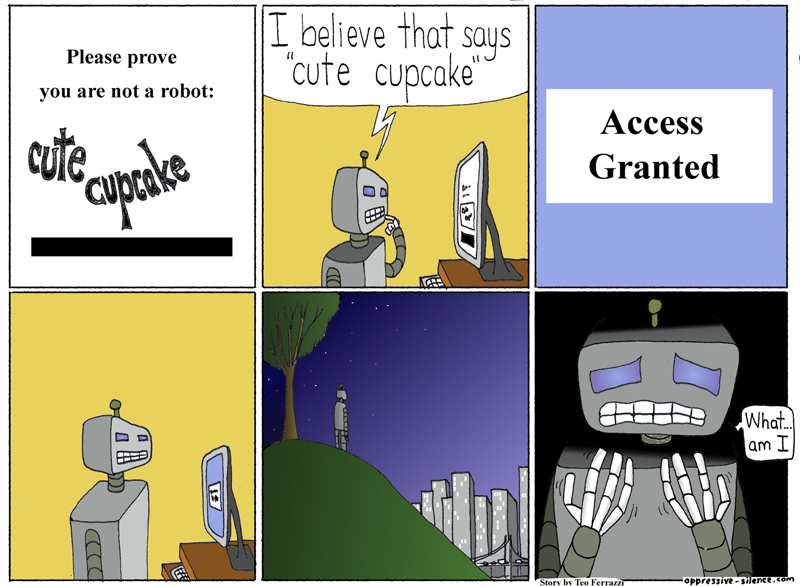 Please prove
you are not a robot:
cute
cupcake
I believe that says
"cute cupcake"
Access
Granted
What...
am I
Story by Teo Ferrazzi
oppressive-silence.com